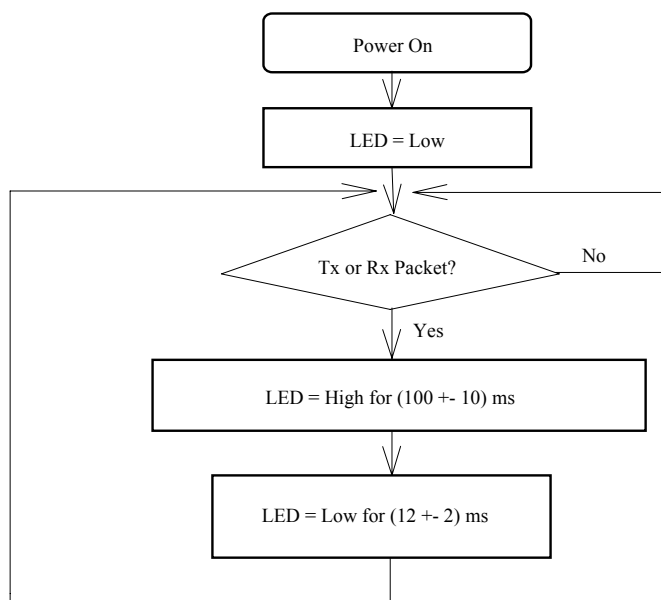 Power On
LED = Low
Tx or Rx Packet?
No
Yes
LED = High for (100 +- 10) ms
LED = Low for (12 +- 2) ms